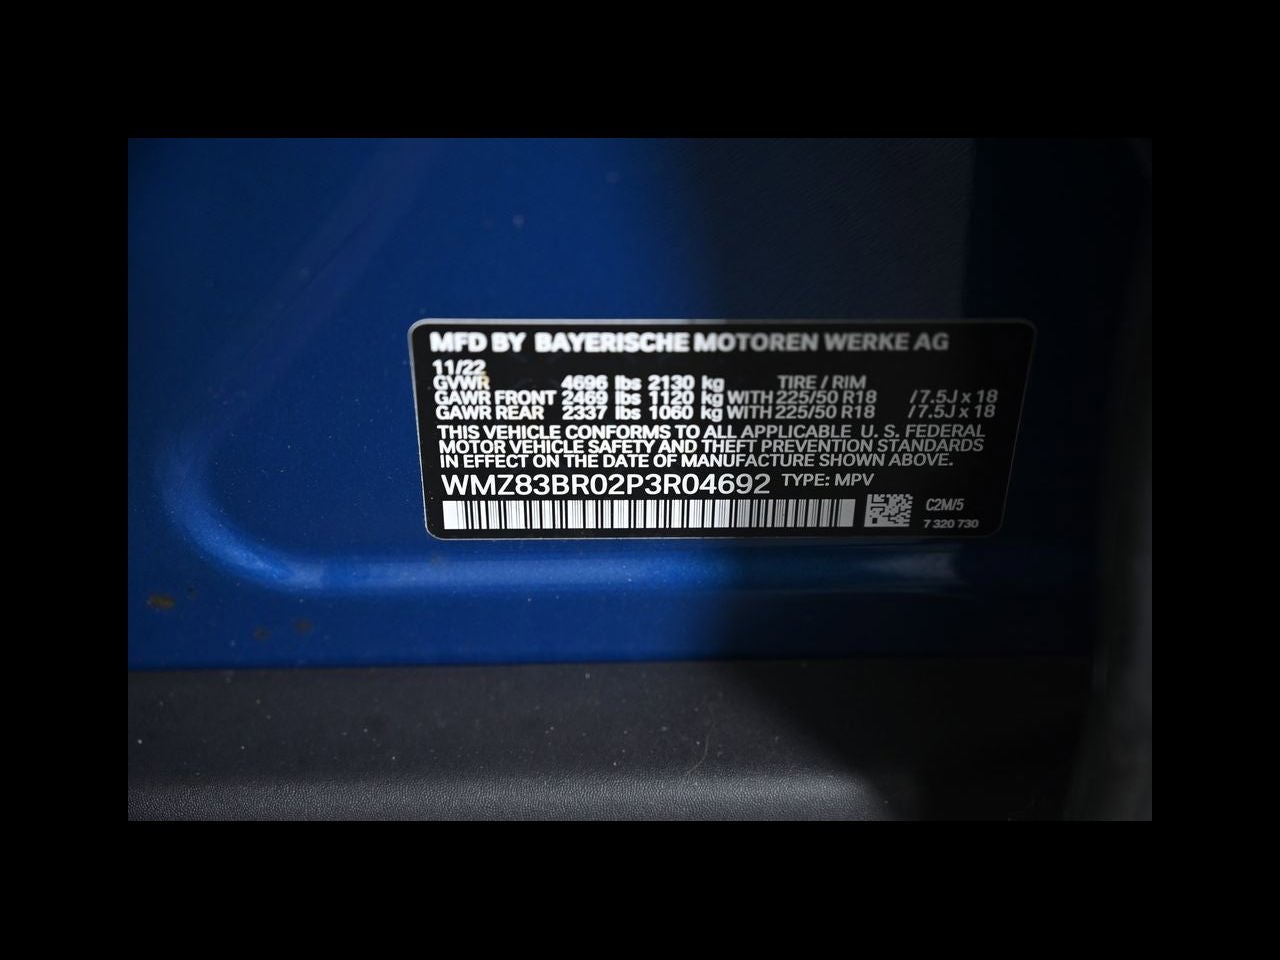 MFD BY BAYERISCHE MOTOREN WERKE AG
11/22
GVWR 4696 lbs 2130 kg TIRE / RIM
GAWR FRONT 2469 lbs 1120 kg WITH 225/50 R18 / 7.5J x 18
GAWR REAR 2337 lbs 1060 kg WITH 225/50 R18 / 7.5J x 18
THIS VEHICLE CONFORMS TO ALL APPLICABLE U. S. FEDERAL
MOTOR VEHICLE SAFETY AND THEFT PREVENTION STANDARDS
IN EFFECT ON THE DATE OF MANUFACTURE SHOWN ABOVE.
WMZ83BR02P3R04692 TYPE: MPV
C2M/5
7 320 730